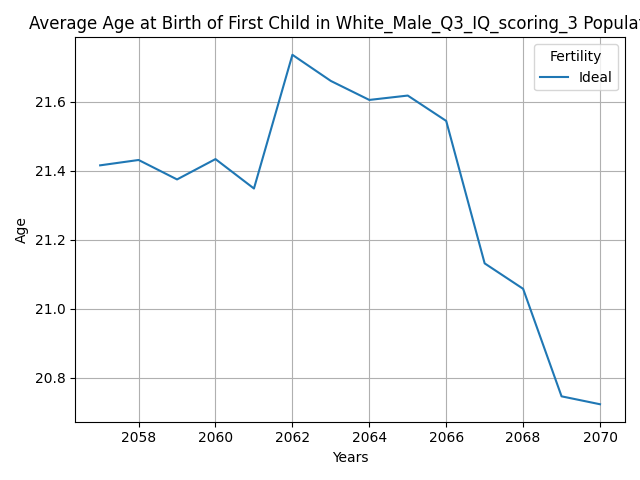 Average Age at Birth of First Child in White_Male_Q3_IQ_scoring_3 Populat
Fertility
Ideal
21.6
21.4
21.2
21.0
20.8
Age
2058 2060 2062 2064 2066 2068 2070
Years